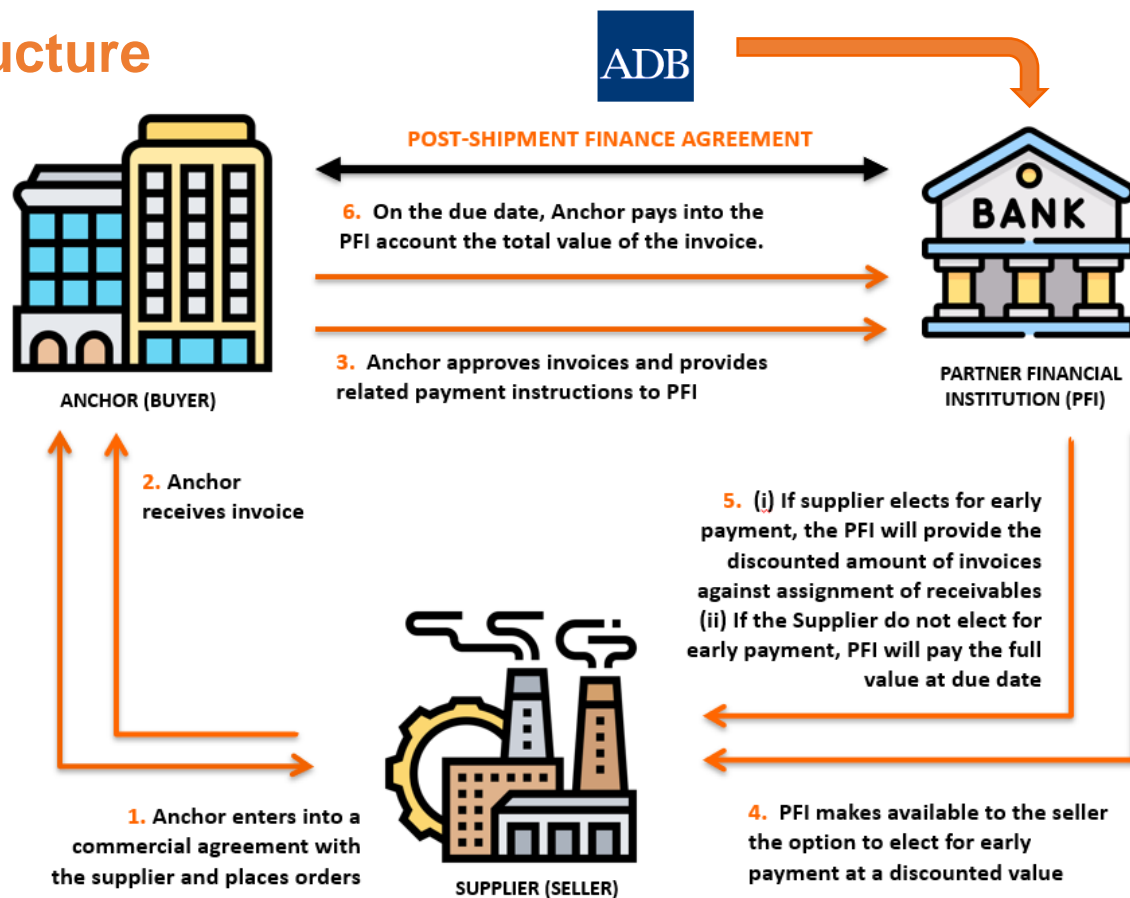 ucture
ADB
POST-SHIPMENT FINANCE AGREEMENT
6. On the due date, Anchor pays into the
PFI account the total value of the invoice.
BANK
3. Anchor approves invoices and provides
related payment instructions to PFI
ANCHOR (BUYER)
PARTNER FINANCIAL
INSTITUTION (PFI)
2. Anchor
receives invoice
5. (i) If supplier elects for early
payment, the PFI will provide the
discounted amount of invoices
against assignment of receivables
(ii) If the Supplier do not elect for
early payment, PFI will pay the full
value at due date
1. Anchor enters into a
commercial agreement with
the supplier and places orders
SUPPLIER (SELLER)
4. PFI makes available to the seller
the option to elect for early
payment at a discounted value